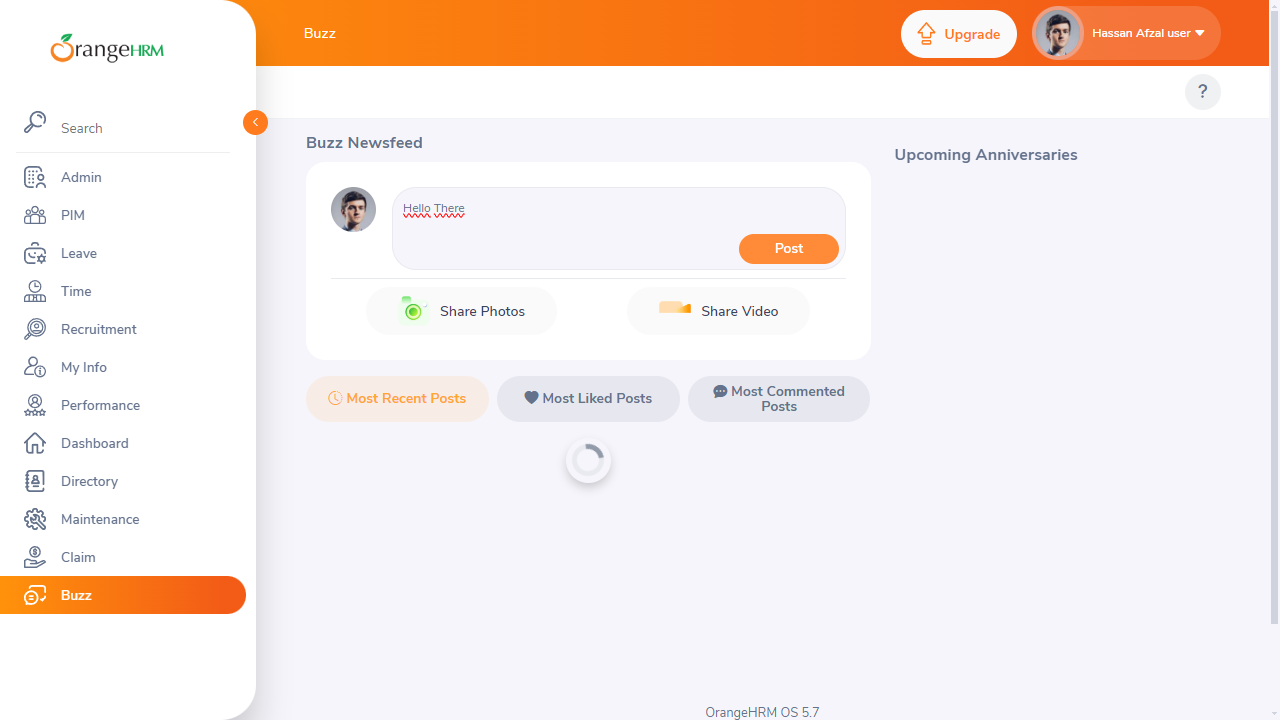 OrangeHRM
Buzz
Upgrade
Hassan Afzal user
Search
?
Admin
PIM
Leave
Time
Recruitment
My Info
Performance
Dashboard
Directory
Maintenance
Claim
Buzz
Buzz Newsfeed
Upcoming Anniversaries
Hello There
Post
Share Photos
Share Video
Most Recent Posts
Most Liked Posts
Most Commented
Posts
OrangeHRM OS 5.7